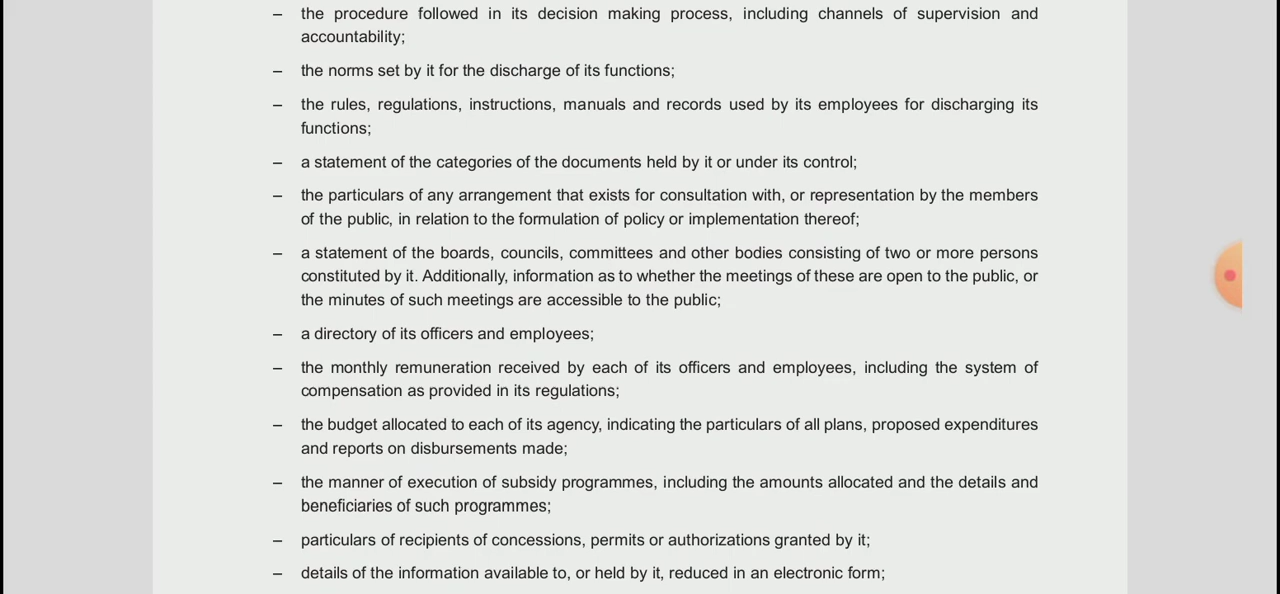 – the procedure followed in its decision making process, including channels of supervision and
accountability;
– the norms set by it for the discharge of its functions;
– the rules, regulations, instructions, manuals and records used by its employees for discharging its
functions;
– a statement of the categories of the documents held by it or under its control;
– the particulars of any arrangement that exists for consultation with, or representation by the members
of the public, in relation to the formulation of policy or implementation thereof;
– a statement of the boards, councils, committees and other bodies consisting of two or more persons
constituted by it. Additionally, information as to whether the meetings of these are open to the public, or
the minutes of such meetings are accessible to the public;
– a directory of its officers and employees;
– the monthly remuneration received by each of its officers and employees, including the system of
compensation as provided in its regulations;
– the budget allocated to each of its agency, indicating the particulars of all plans, proposed expenditures
and reports on disbursements made;
– the manner of execution of subsidy programmes, including the amounts allocated and the details and
beneficiaries of such programmes;
– particulars of recipients of concessions, permits or authorizations granted by it;
– details of the information available to, or held by it, reduced in an electronic form;